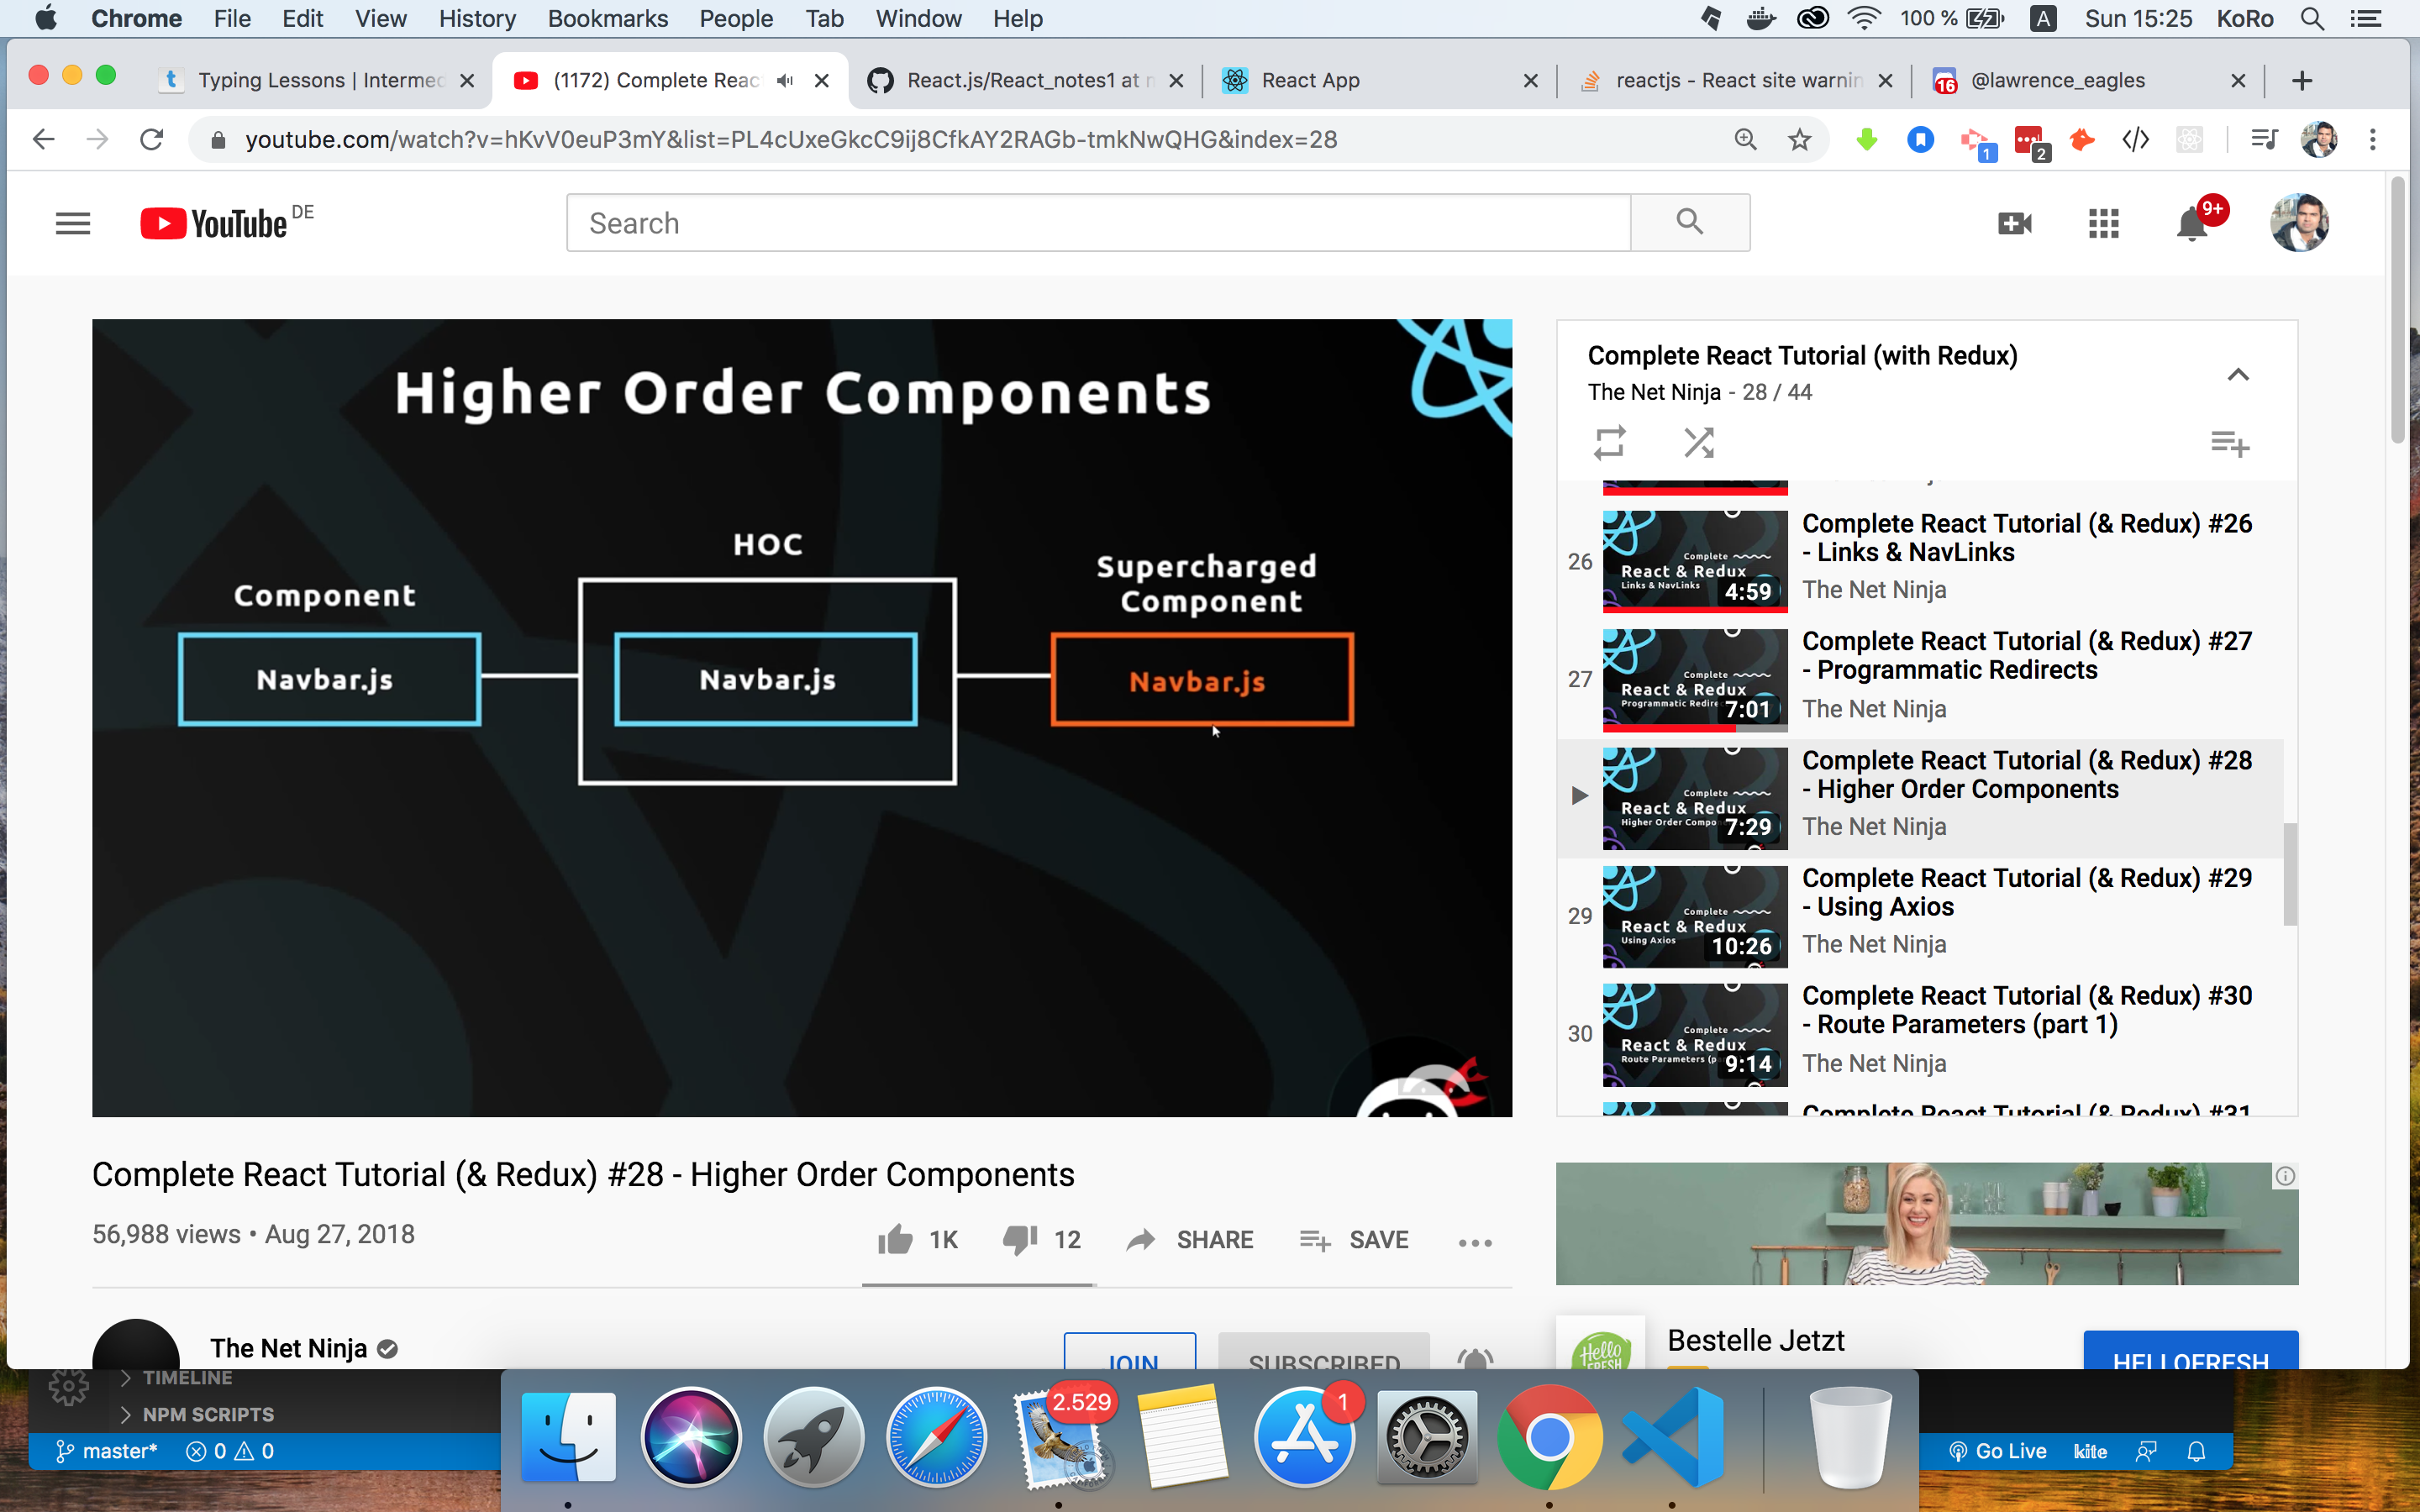 Chrome File Edit View History Bookmarks People Tab Window Help
100 % A Sun 15:25 KoRo
t Typing Lessons | Intermed
(1172) Complete Reac
React.js/React_notes1 at
React App
reactjs - React site warnin
16 @lawrence_eagles
youtube.com/watch?v=hKvV0euP3mY&list=PL4cUxeGkcC9ij8CfkAY2RAGb-tmkNwQHG&index=28
1
2
YouTube DE
Search
9+
Higher Order Components
HOC
Component
Supercharged
Component
Navbar.js
Navbar.js
Navbar.js
Complete React Tutorial (with Redux)
The Net Ninja - 28 / 44
26
Complete
React & Redux
Links & NavLinks
4:59
Complete React Tutorial (& Redux) #26
- Links & NavLinks
The Net Ninja
27
Complete
React & Redux
Programmatic Redire
7:01
Complete React Tutorial (& Redux) #27
- Programmatic Redirects
The Net Ninja
Complete
React & Redux
Higher Order Compo
7:29
Complete React Tutorial (& Redux) #28
- Higher Order Components
The Net Ninja
29
Complete
React & Redux
Using Axios
10:26
Complete React Tutorial (& Redux) #29
- Using Axios
The Net Ninja
30
Complete
React & Redux
Route Parameters (p
9:14
Complete React Tutorial (& Redux) #30
- Route Parameters (part 1)
The Net Ninja
Complete React Tutorial (& Redux) #31
Complete React Tutorial (& Redux) #28 - Higher Order Components
56,988 views • Aug 27, 2018
1K 12 SHARE SAVE
The Net Ninja
JOIN
SUBSCRIBED
Hello
FRESH
Bestelle Jetzt
HELLOFRESH
TIMELINE
NPM SCRIPTS
master* 0 0
2.529
1
Go Live kite